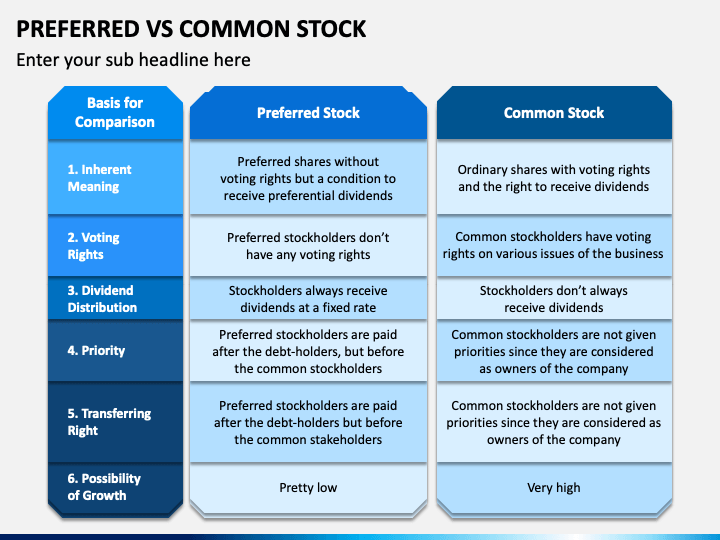 PREFERRED VS COMMON STOCK
Enter your sub headline here
Basis for
Comparison
Preferred Stock
Common Stock
1. Inherent
Meaning
Preferred shares without
voting rights but a condition to
receive preferential dividends
Ordinary shares with voting rights
and the right to receive dividends
2. Voting
Rights
Preferred stockholders don't
have any voting rights
Common stockholders have voting
rights on various issues of the business
3. Dividend
Distribution
Stockholders always receive
dividends at a fixed rate
Stockholders don't always
receive dividends
4. Priority
Preferred stockholders are paid
after the debt-holders, but before
the common stockholders
Common stockholders are not given
priorities since they are considered
as owners of the company
5. Transferring
Right
Preferred stockholders are paid
after the debt-holders but before
the common stakeholders
Common stockholders are not given
priorities since they are considered as
owners of the company
6. Possibility
of Growth
Pretty low
Very high